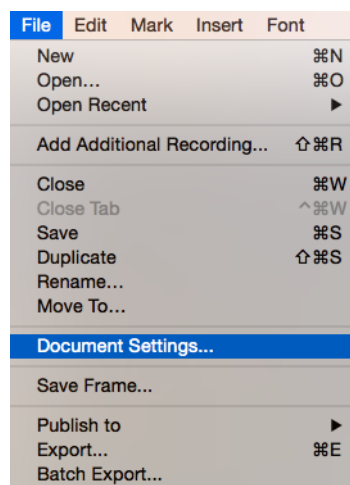 File Edit Mark Insert Font
New ⌘N
Open... ⌘O
Open Recent ▶
Add Additional Recording... ⇧⌘R
Close ⌘W
Close Tab ^⌘W
Save ⌘S
Duplicate ⇧⌘S
Rename...
Move To...
Document Settings...
Save Frame...
Publish to ▶
Export... ⌘E
Batch Export...